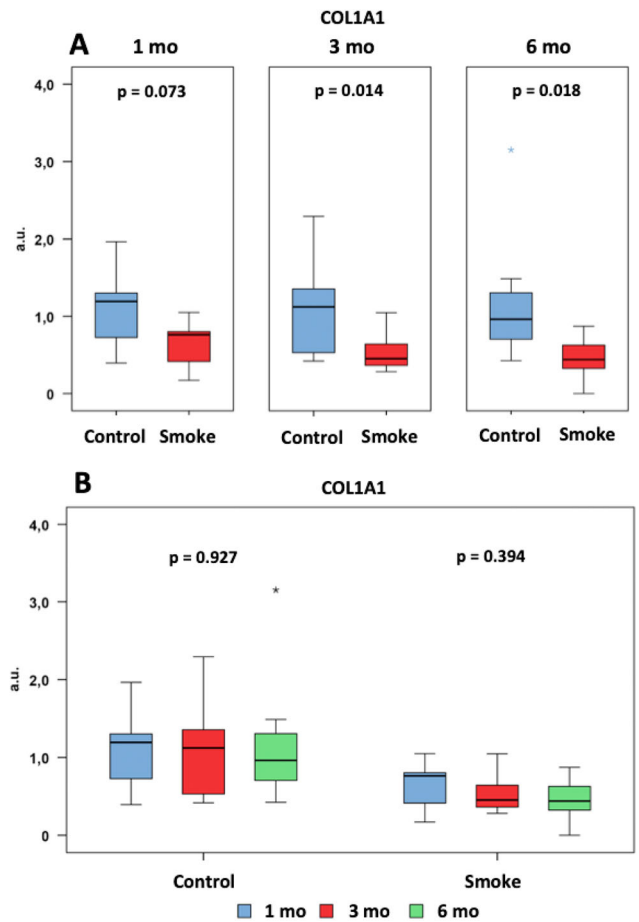 COL1A1
A 1 mo 3 mo 6 mo
p = 0.073 p = 0.014 p = 0.018
4,0
3,0
*
2,0
a.u.
1,0
0
Control Smoke Control Smoke Control Smoke
B COL1A1
4,0
p = 0.927 p = 0.394
3,0
*
2,0
a.u.
1,0
0
Control Smoke
1 mo 3 mo 6 mo